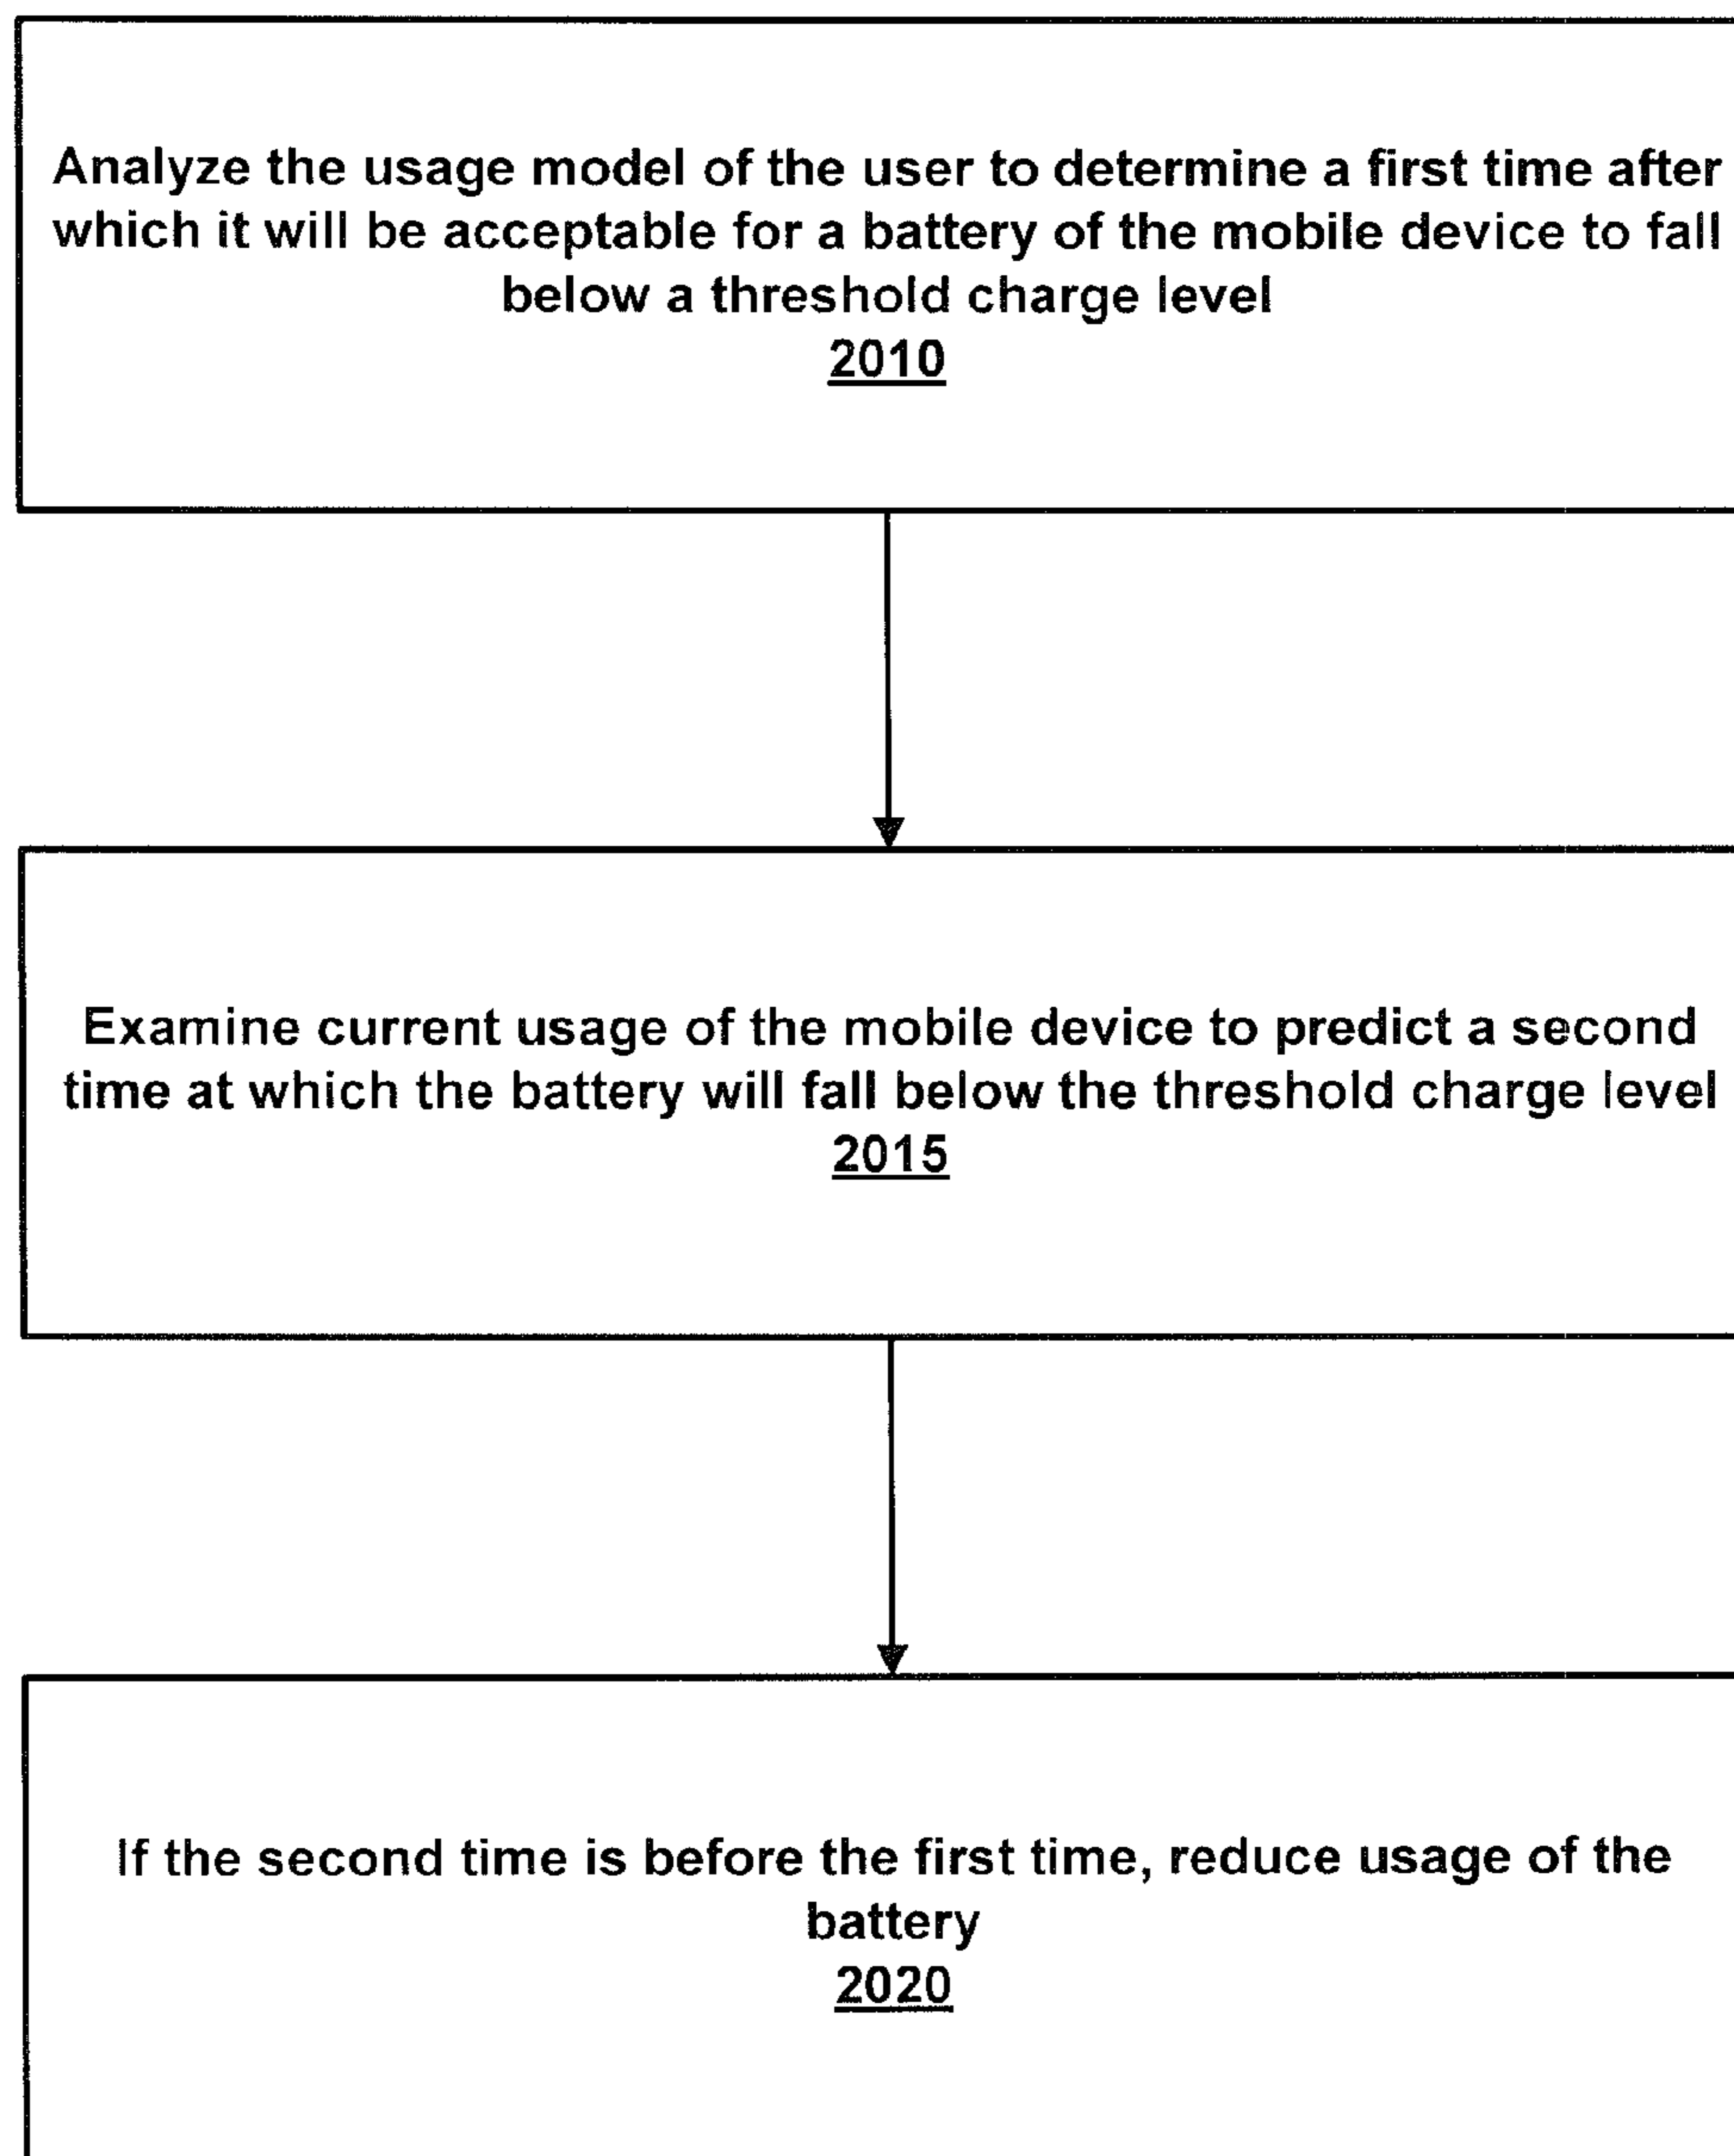 Analyze the usage model of the user to determine a first time after
which it will be acceptable for a battery of the mobile device to fall
below a threshold charge level
2010
Examine current usage of the mobile device to predict a second
time at which the battery will fall below the threshold charge level
2015
If the second time is before the first time, reduce usage of the
battery
2020